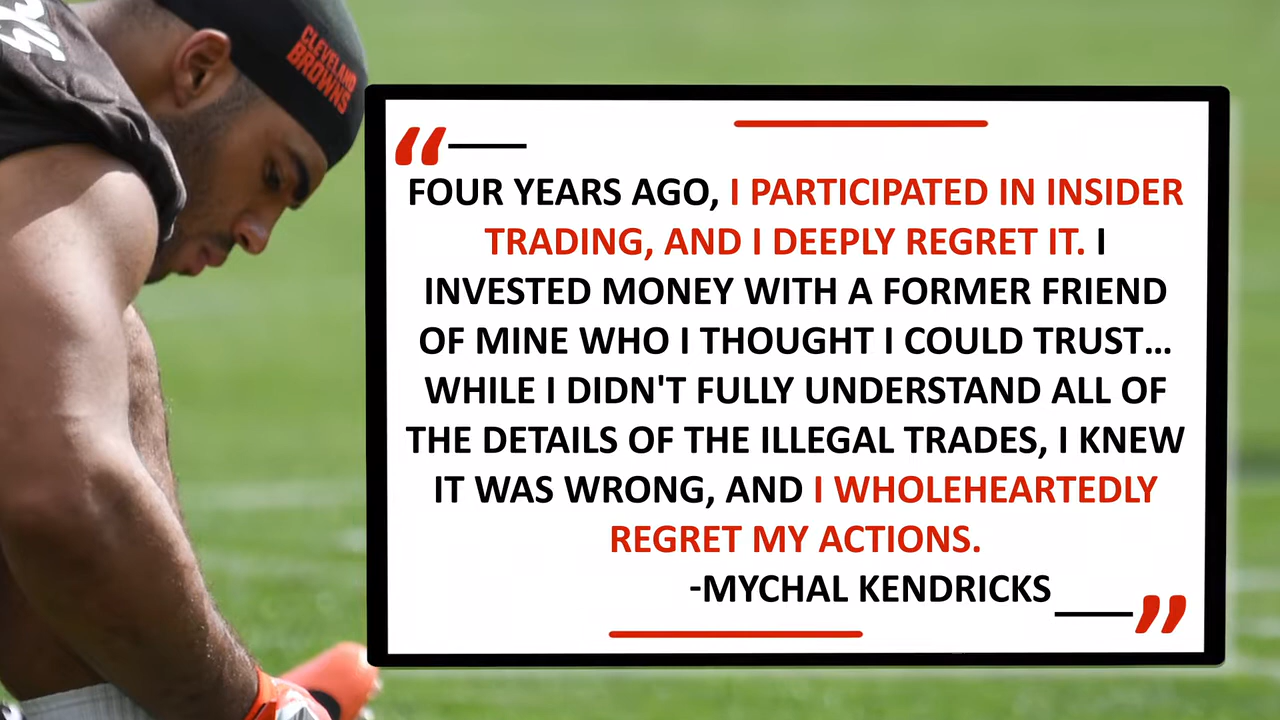 CLEVELAND
BROWNS
“
FOUR YEARS AGO, I PARTICIPATED IN INSIDER
TRADING, AND I DEEPLY REGRET IT. I
INVESTED MONEY WITH A FORMER FRIEND
OF MINE WHO I THOUGHT I COULD TRUST...
WHILE I DIDN'T FULLY UNDERSTAND ALL OF
THE DETAILS OF THE ILLEGAL TRADES, I KNEW
IT WAS WRONG, AND I WHOLEHEARTEDLY
REGRET MY ACTIONS.
-MYCHAL KENDRICKS
”